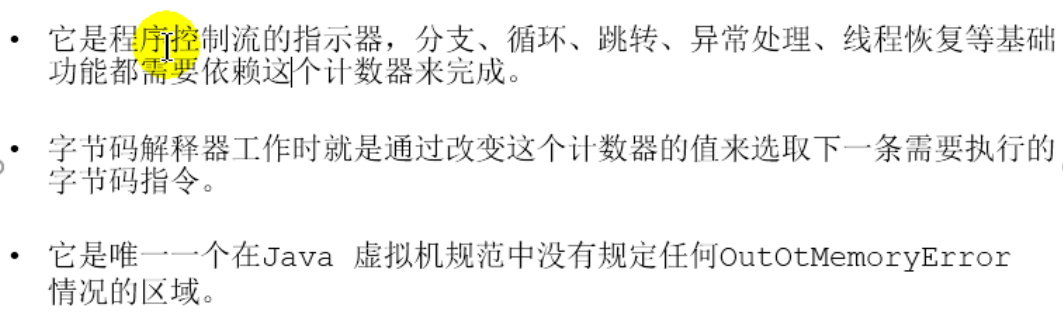 • 它是程序控制流的指示器，分支、循环、跳转、异常处理、线程恢复等基础
功能都需要依赖这个计数器来完成。
• 字节码解释器工作时就是通过改变这个计数器的值来选取下一条需要执行的
字节码指令。
• 它是唯一一个在Java 虚拟机规范中没有规定任何OutOtMemoryError
情况的区域。